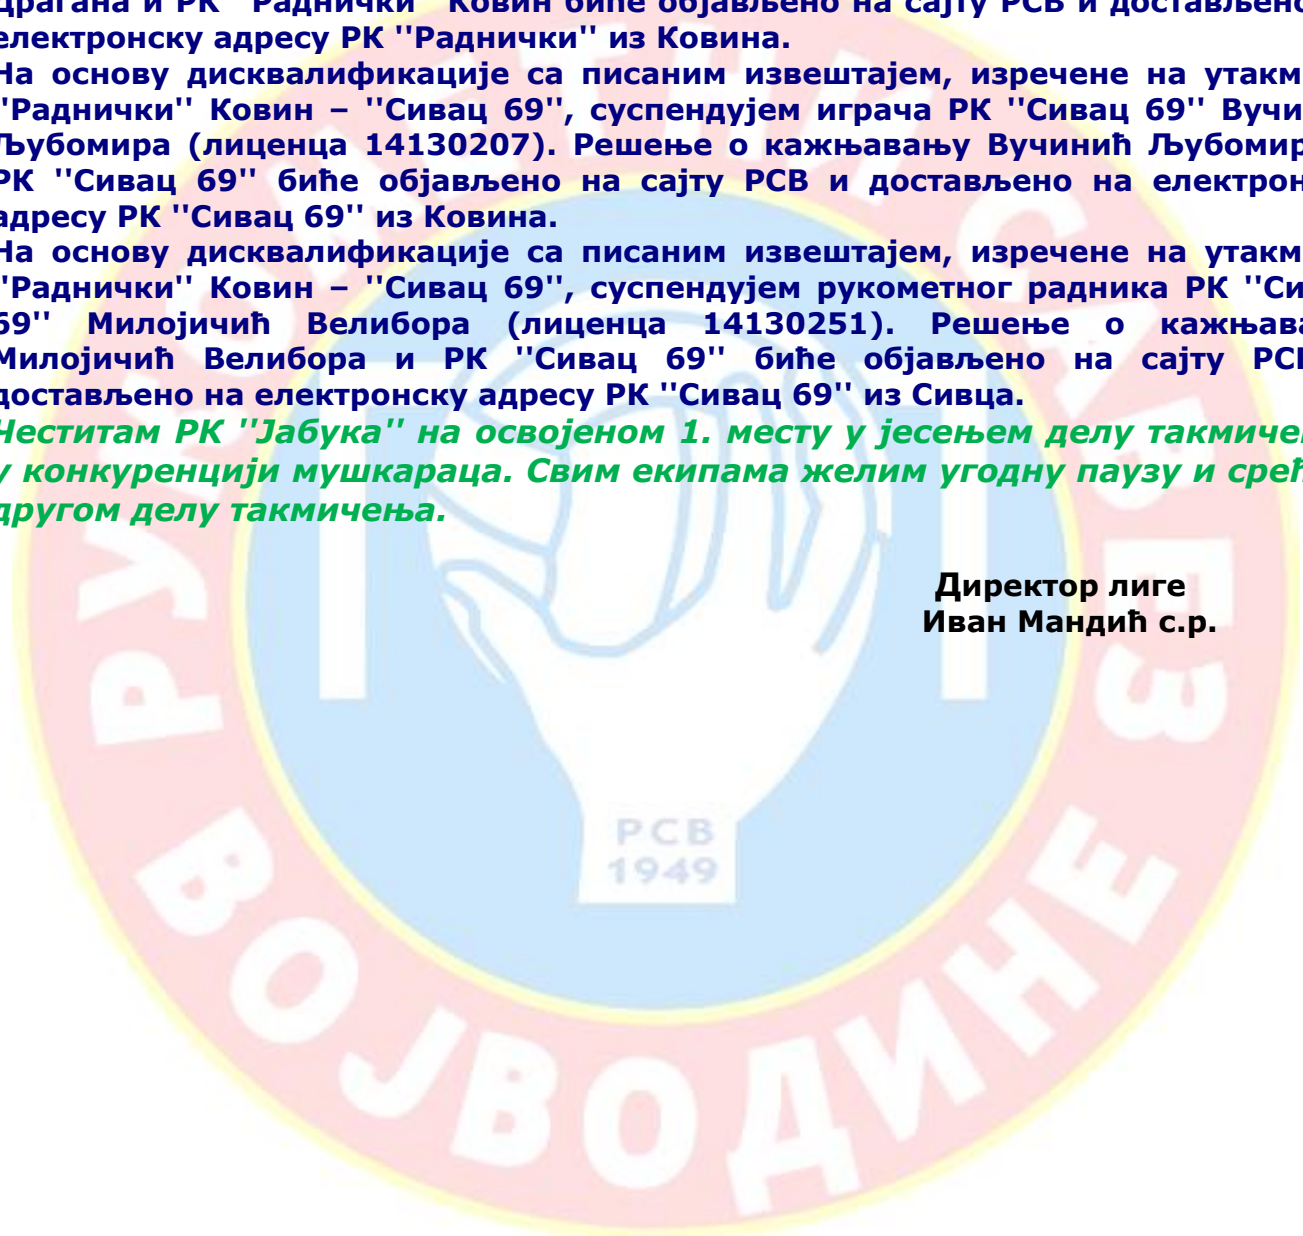 Драгана и РК ''Раднички'' Ковин биће објављено на сајту РСВ и достављено
електронску адресу РК ''Раднички'' из Ковина.
На основу дисквалификације са писаним извештајем, изречене на утакм
''Раднички'' Ковин – ''Сивац 69'', суспендујем играча РК ''Сивац 69'' Вучи
Љубомира (лиценца 14130207). Решење о кажњавању Вучинић Љубомир
РК ''Сивац 69'' биће објављено на сајту РСВ и достављено на електрон
адресу РК ''Сивац 69'' из Ковина.
На основу дисквалификације са писаним извештајем, изречене на утакм
''Раднички'' Ковин – ''Сивац 69'', суспендујем рукометног радника РК ''Си
69'' Милојичић Велибора (лиценца 14130251). Решење о кажњава
Милојичић Велибора и РК ''Сивац 69'' биће објављено на сајту РС
достављено на електронску адресу РК ''Сивац 69'' из Сивца.
Честитам РК ''Јабука'' на освојеном 1. месту у јесењем делу такмиче
у конкуренцији мушкараца. Свим екипама желим угодну паузу и срећ
другом делу такмичења.
Директор лиге
Иван Мандић с.р.
РУКОМЕТНИ САВЕЗ
ВОЈВОДИНЕ
РСВ
1949